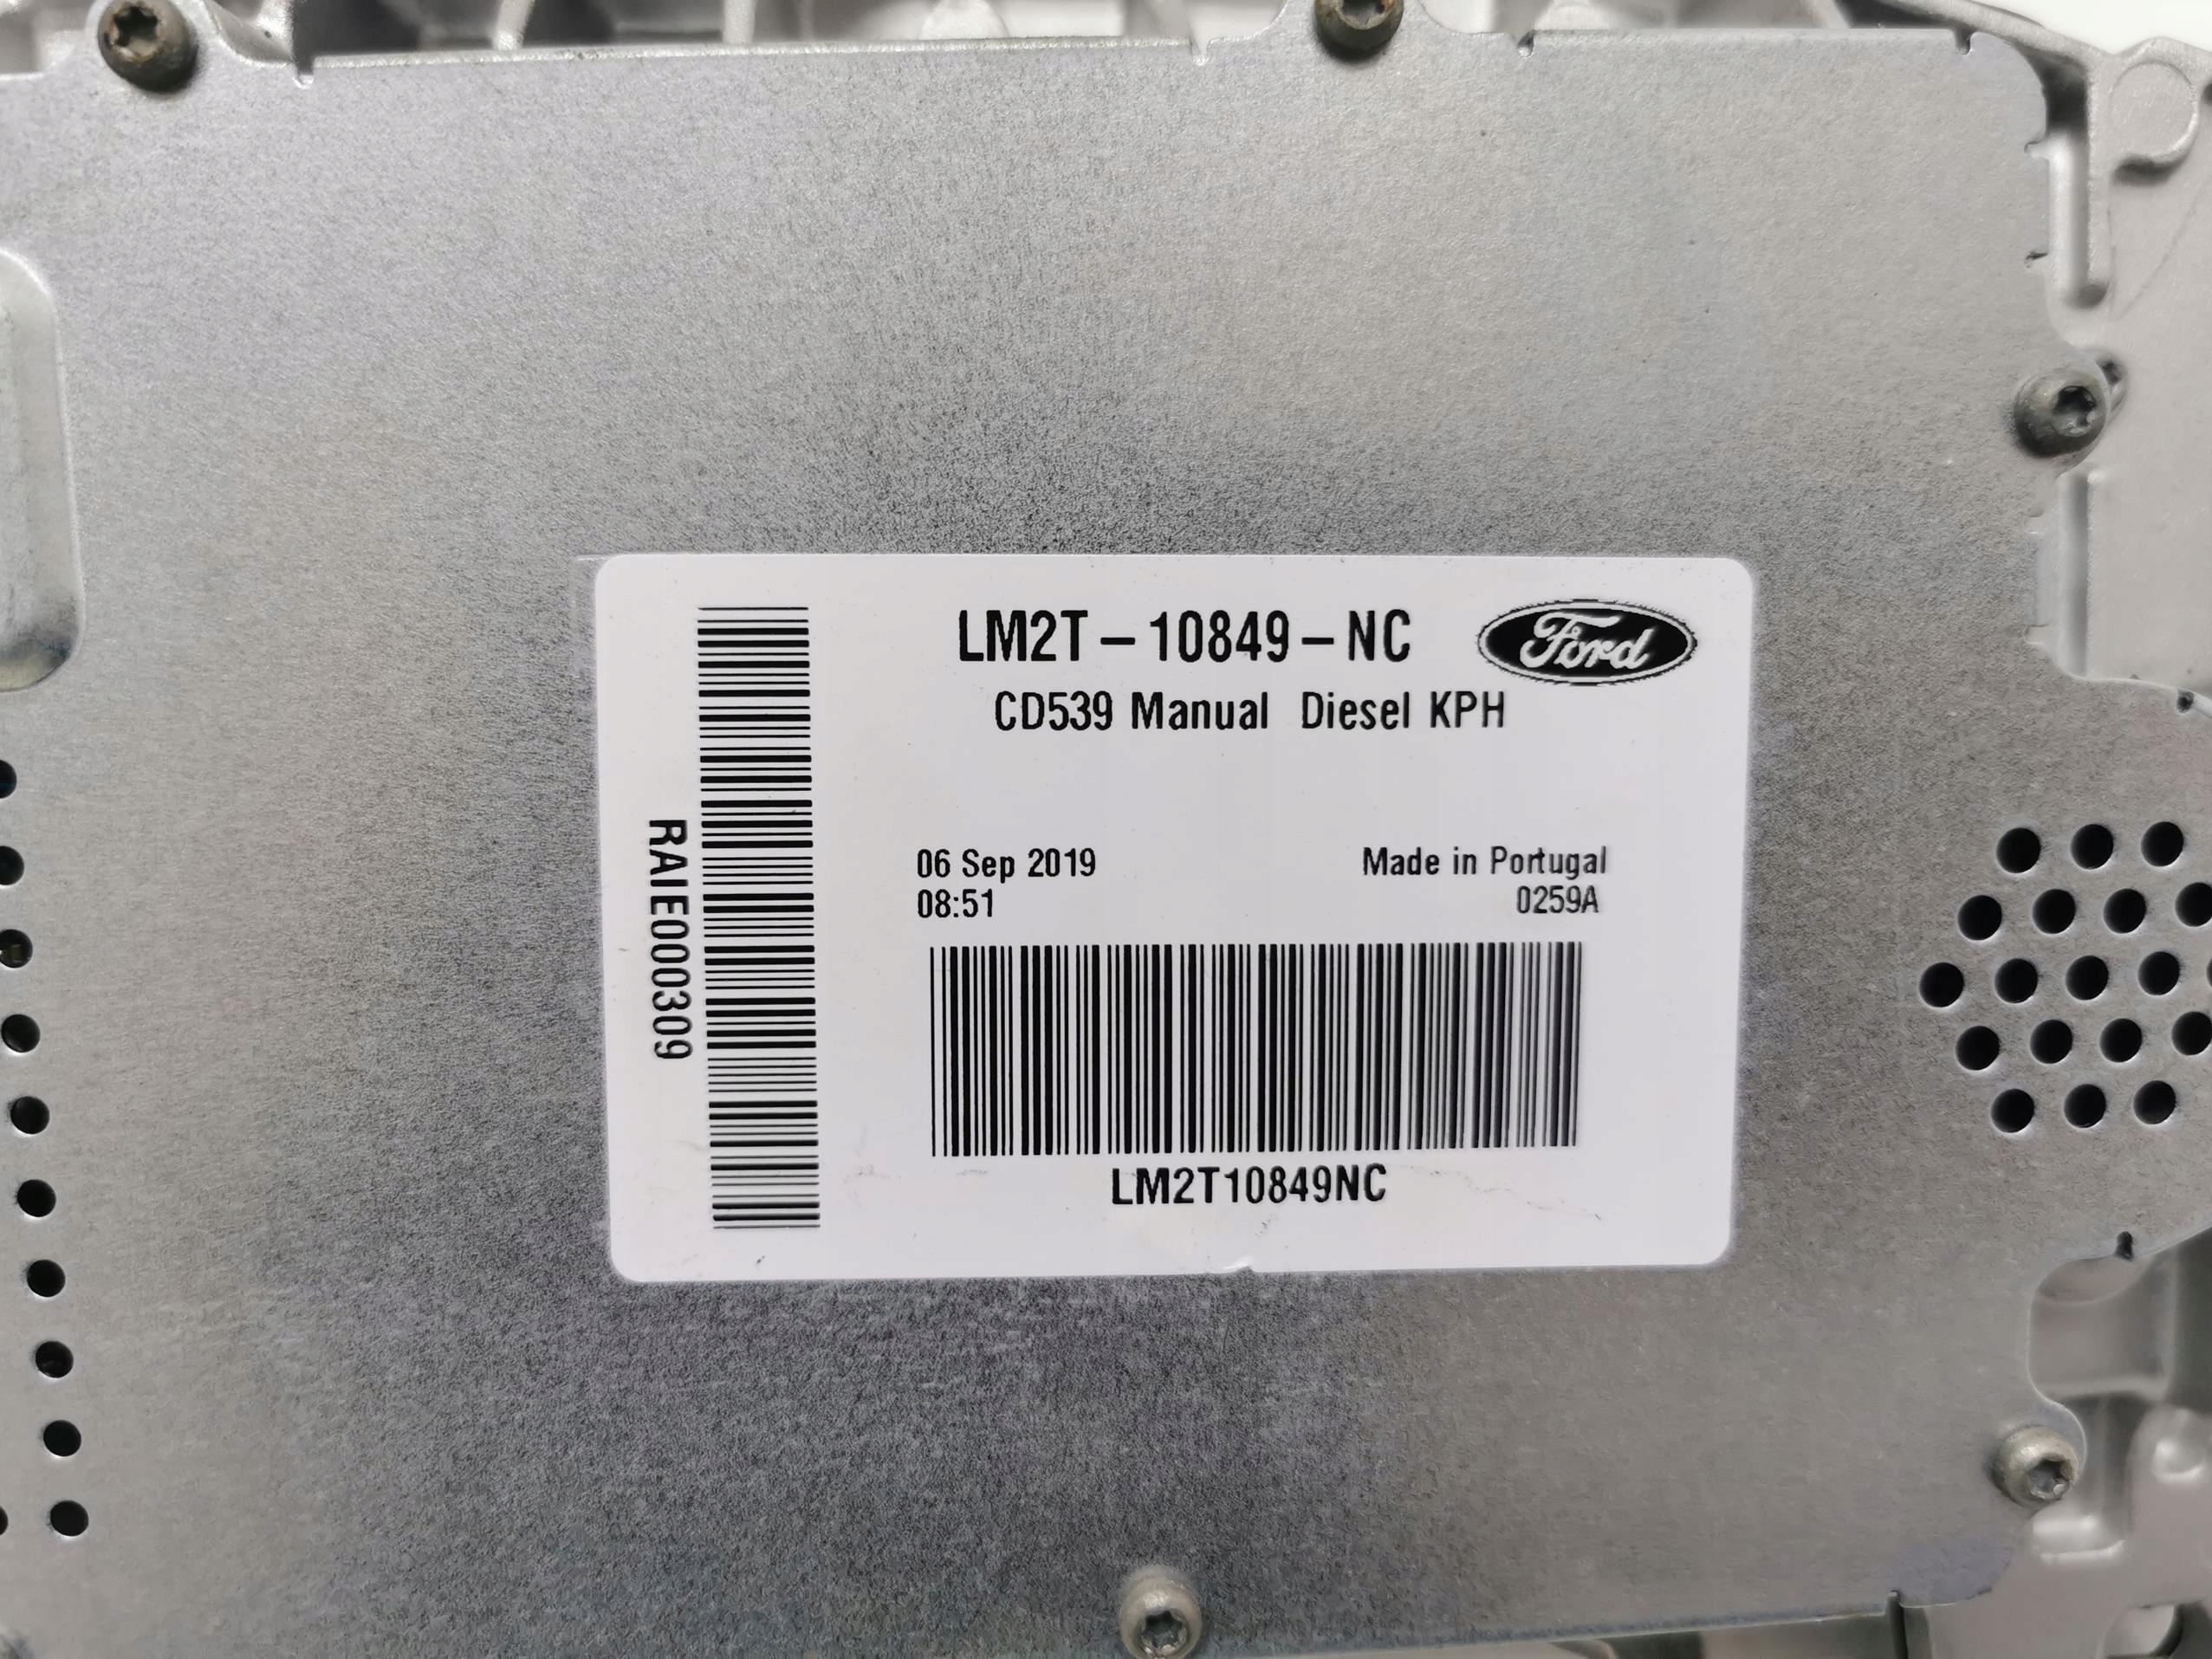 LM2T-10849-NC
Ford
CD539 Manual Diesel KPH
06 Sep 2019
08:51
Made in Portugal
0259A
LM2T10849NC
RAIE000309